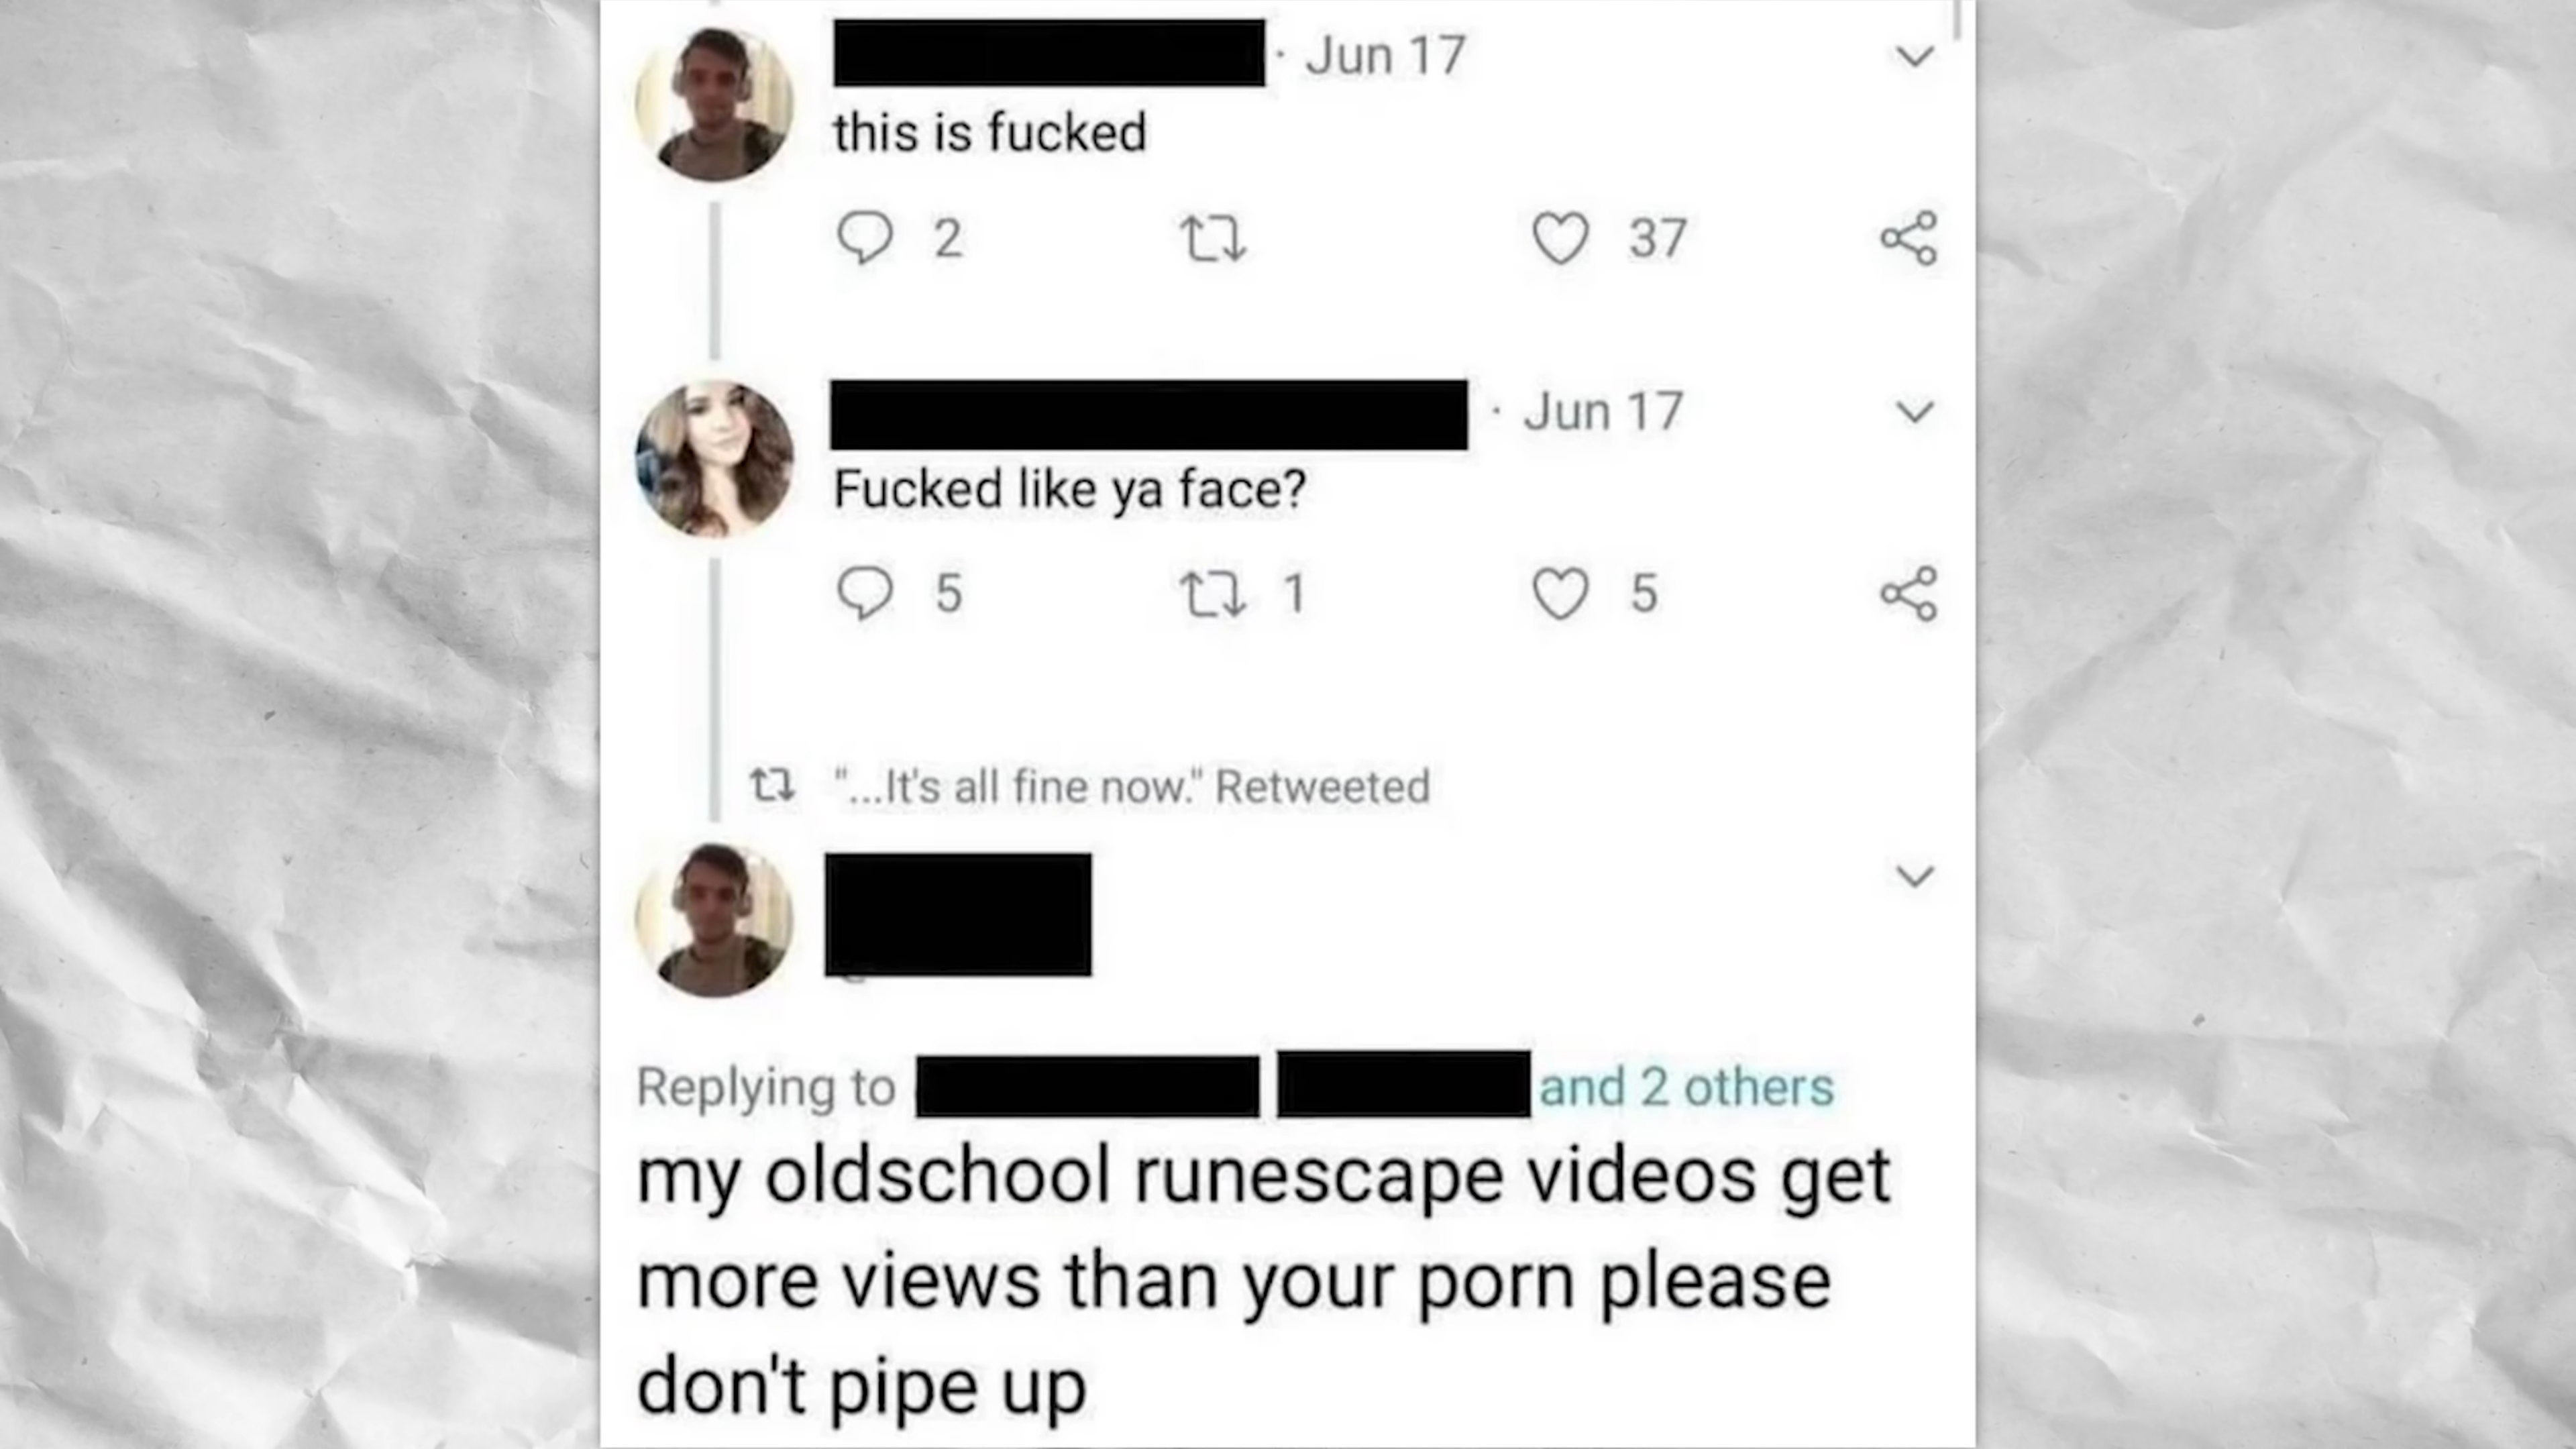 · Jun 17
this is fucked
2 37
· Jun 17
Fucked like ya face?
5 1 5
"...It's all fine now." Retweeted
Replying to and 2 others
my oldschool runescape videos get
more views than your porn please
don't pipe up